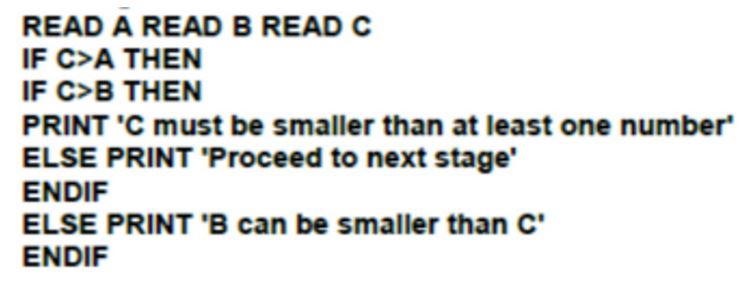 READ A READ B READ C
IF C>A THEN
IF C>B THEN
PRINT 'C must be smaller than at least one number'
ELSE PRINT 'Proceed to next stage'
ENDIF
ELSE PRINT 'B can be smaller than C'
ENDIF